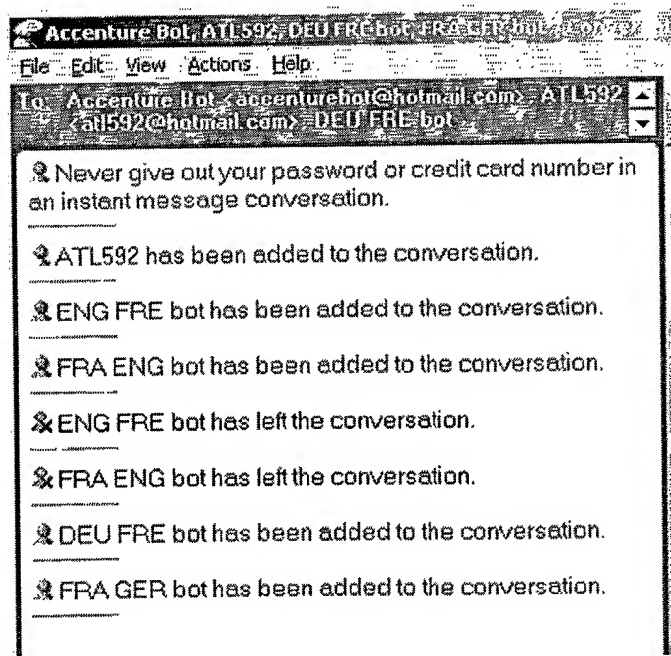 Accenture Bot, ATL592, DEU FRE bot, FRA GER bot
File Edit View Actions Help
To: Accenture Bot <accenturebot@hotmail.com>, ATL592
<atl592@hotmail.com>, DEU FRE bot
Never give out your password or credit card number in
an instant message conversation.
ATL592 has been added to the conversation.
ENG FRE bot has been added to the conversation.
FRA ENG bot has been added to the conversation.
ENG FRE bot has left the conversation.
FRA ENG bot has left the conversation.
DEU FRE bot has been added to the conversation.
FRA GER bot has been added to the conversation.